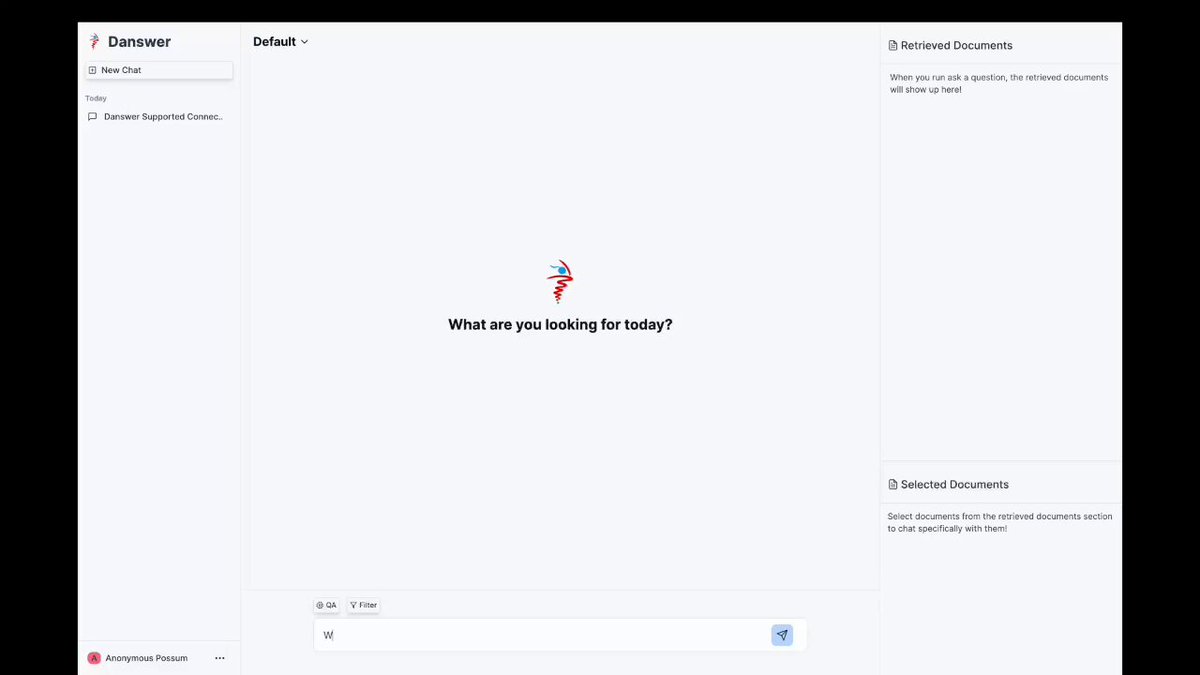 Danswer
New Chat
Today
Danswer Supported Connec..
Anonymous Possum
A
Default
What are you looking for today?
QA
Filter
W
Retrieved Documents
When you run ask a question, the retrieved documents
will show up here!
Selected Documents
Select documents from the retrieved documents section
to chat specifically with them!